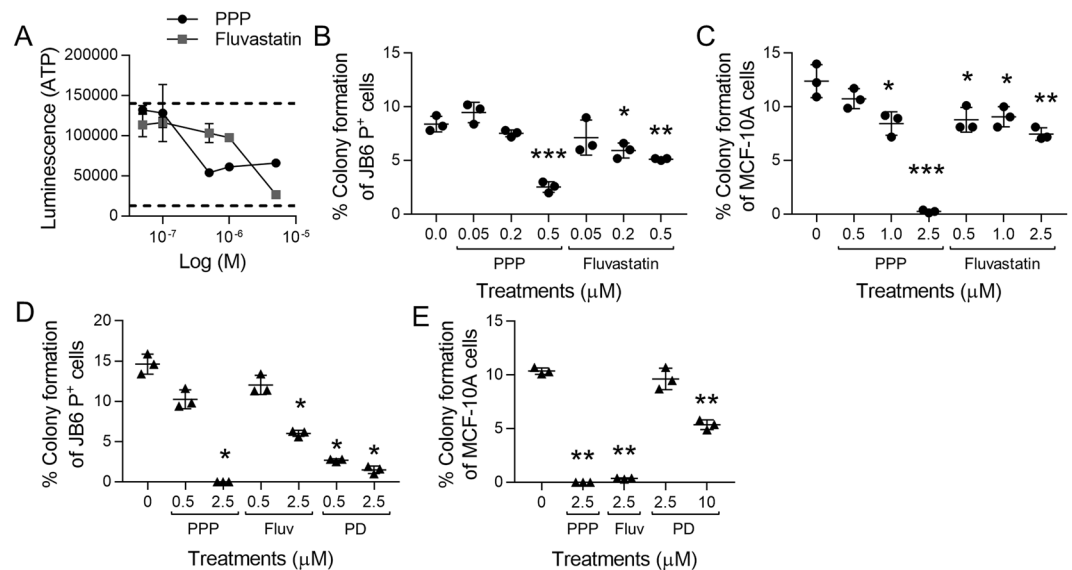 A
PPP
Fluvastatin
Luminescence (ATP)
200000
150000
100000
50000
0
10-7 10-6 10-5
Log (M)
B
% Colony formation
of JB6 P+ cells
15
10
5
0
*** * **
0.0 0.05 0.2 0.5 0.05 0.2 0.5
PPP Fluvastatin
Treatments (μM)
C
% Colony formation
of MCF-10A cells
15
10
5
0
* *** * * **
0 0.5 1.0 2.5 0.5 1.0 2.5
PPP Fluvastatin
Treatments (μM)
D
% Colony formation
of JB6 P+ cells
20
15
10
5
0
* * * *
0 0.5 2.5 0.5 2.5 0.5 2.5
PPP Fluv PD
Treatments (μM)
E
% Colony formation
of MCF-10A cells
15
10
5
0
** ** **
0 2.5 2.5 2.5 10
PPP Fluv PD
Treatments (μM)